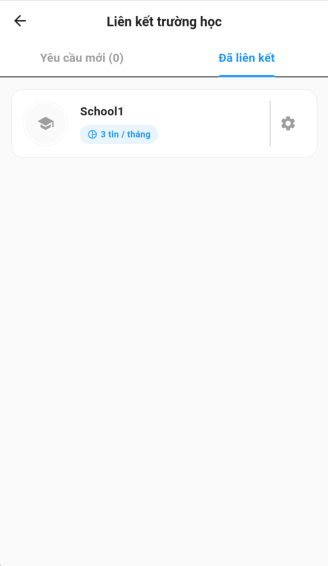 Liên kết trường học
Yêu cầu mới (0)
Đã liên kết
School1
3 tin / tháng